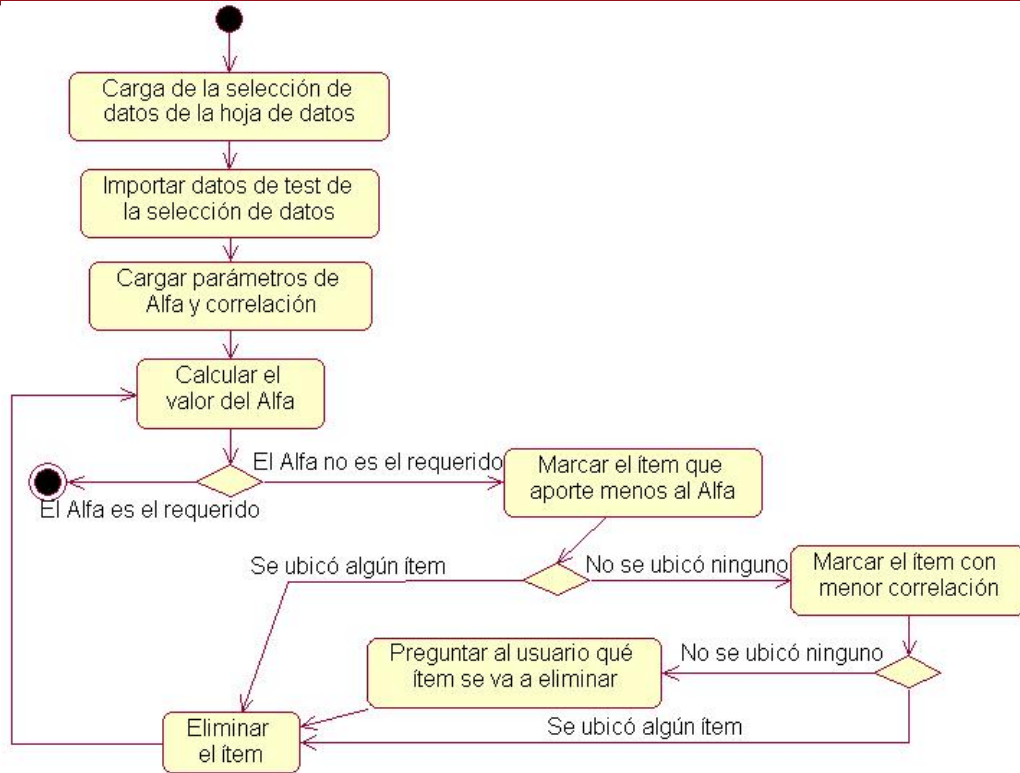 Carga de la selección de
datos de la hoja de datos
Importar datos de test de
la selección de datos
Cargar parámetros de
Alfa y correlación
Calcular el
valor del Alfa
El Alfa no es el requerido
El Alfa es el requerido
Marcar el ítem que
aporte menos al Alfa
Se ubicó algún ítem
No se ubicó ninguno
Marcar el ítem con
menor correlación
No se ubicó ninguno
Preguntar al usuario qué
ítem se va a eliminar
Se ubicó algún ítem
Eliminar
el ítem